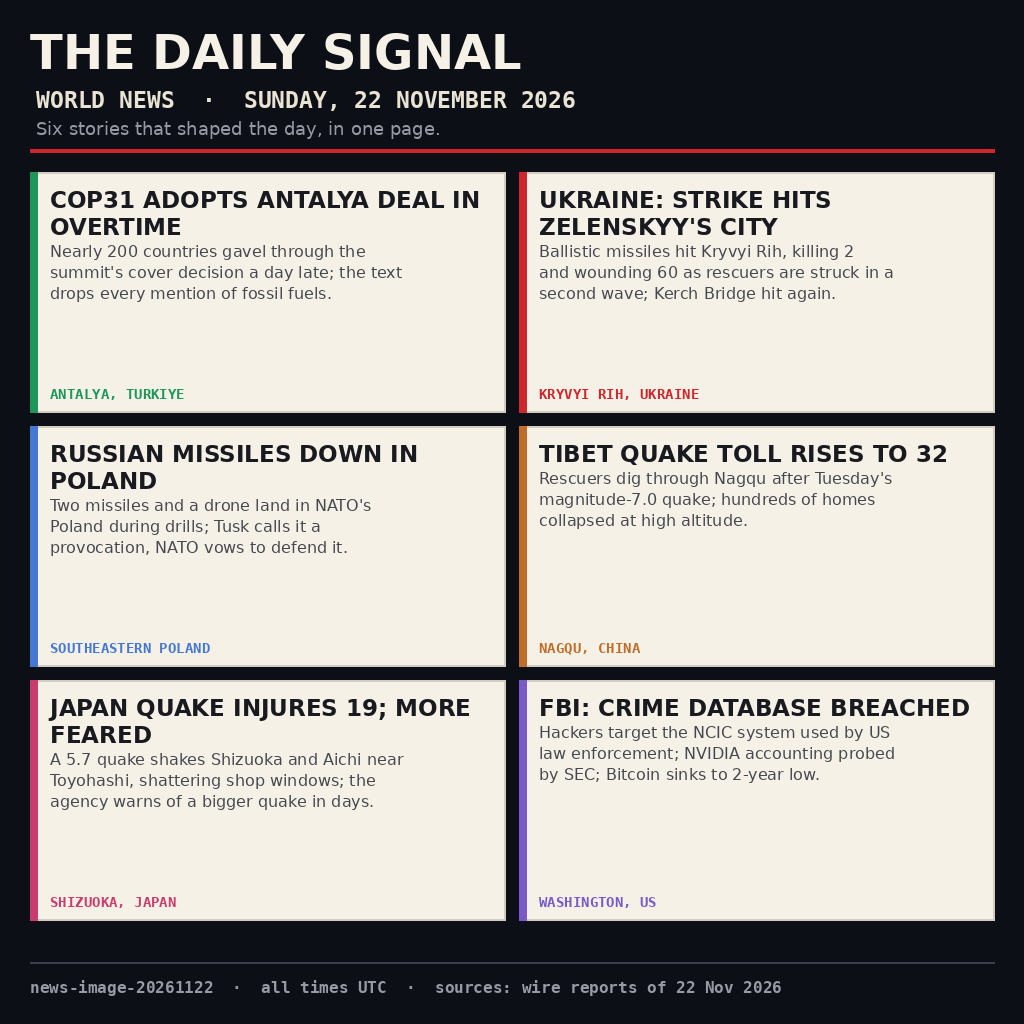 THE DAILY SIGNAL
WORLD NEWS · SUNDAY, 22 NOVEMBER 2026
Six stories that shaped the day, in one page.
COP31 ADOPTS ANTALYA DEAL IN
OVERTIME
Nearly 200 countries gavel through the
summit's cover decision a day late; the text
drops every mention of fossil fuels.
ANTALYA, TURKIYE
UKRAINE: STRIKE HITS
ZELENSKYY'S CITY
Ballistic missiles hit Kryvyi Rih, killing 2
and wounding 60 as rescuers are struck in a
second wave; Kerch Bridge hit again.
KRYVYI RIH, UKRAINE
RUSSIAN MISSILES DOWN IN
POLAND
Two missiles and a drone land in NATO's
Poland during drills; Tusk calls it a
provocation, NATO vows to defend it.
SOUTHEASTERN POLAND
TIBET QUAKE TOLL RISES TO 32
Rescuers dig through Nagqu after Tuesday's
magnitude-7.0 quake; hundreds of homes
collapsed at high altitude.
NAGQU, CHINA
JAPAN QUAKE INJURES 19; MORE
FEARED
A 5.7 quake shakes Shizuoka and Aichi near
Toyohashi, shattering shop windows; the
agency warns of a bigger quake in days.
SHIZUOKA, JAPAN
FBI: CRIME DATABASE BREACHED
Hackers target the NCIC system used by US
law enforcement; NVIDIA accounting probed
by SEC; Bitcoin sinks to 2-year low.
WASHINGTON, US
news-image-20261122 · all times UTC · sources: wire reports of 22 Nov 2026